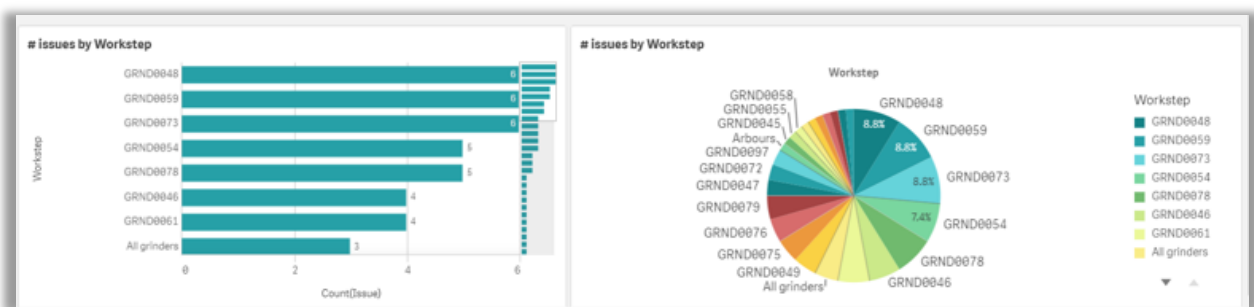 # issues by Workstep
Workstep
GRND0048
6
GRND0059
6
GRND0073
6
GRND0054
5
GRND0078
5
GRND0046
4
GRND0061
4
All grinders
3
0 2 4 6
Count(Issue)
# issues by Workstep
Workstep
GRND0058
GRND0055
GRND0045
Arbours
GRND0097
GRND0072
GRND0047
GRND0079
GRND0076
GRND0075
GRND0049
All grinders
GRND0048
GRND0059
GRND0073
GRND0054
GRND0078
GRND0046
8.8%
8.8%
8.8%
7.4%
Workstep
GRND0048
GRND0059
GRND0073
GRND0054
GRND0078
GRND0046
GRND0061
All grinders